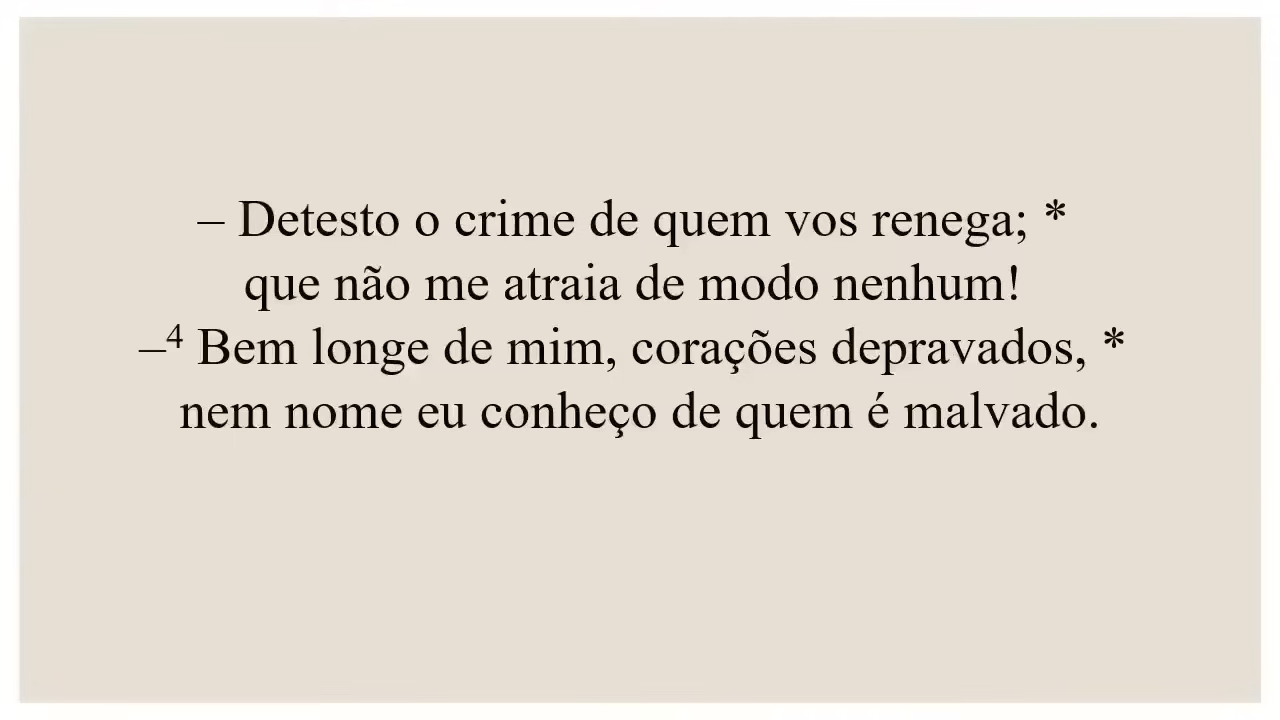 – Detesto o crime de quem vos renega; *
que não me atraia de modo nenhum!
–⁴ Bem longe de mim, corações depravados, *
nem nome eu conheço de quem é malvado.